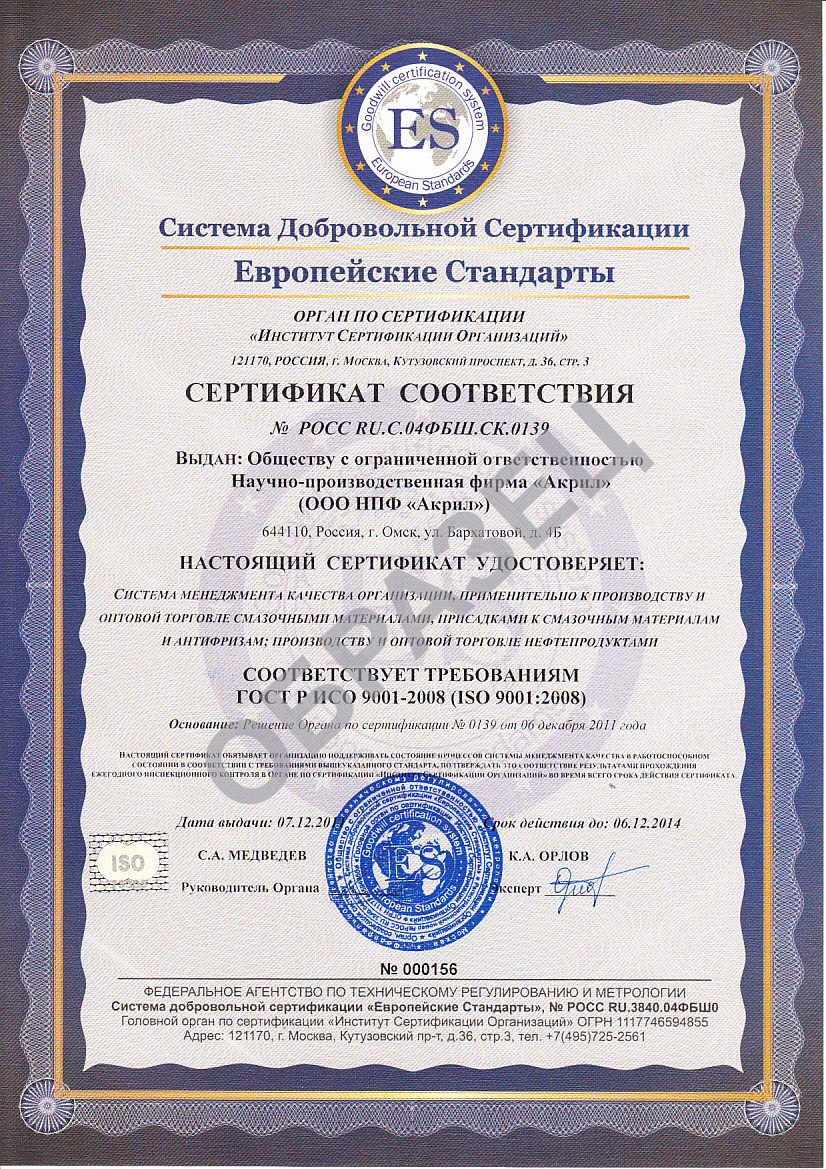 Goodwill certification system
ES
European Standards
Система Добровольной Сертификации
Европейские Стандарты
ОРГАН ПО СЕРТИФИКАЦИИ
«Институт Сертификации Организаций»
121170, РОССИЯ, г. Москва, Кутузовский проспект, д. 36, стр. 3
СЕРТИФИКАТ СООТВЕТСТВИЯ
№ РОСС RU.C.04ФБШ.СК.0139
Выдан: Обществу с ограниченной ответственностью
Научно-производственная фирма «Акрил»
(ООО НПФ «Акрил»)
644110, Россия, г. Омск, ул. Бархатовой, д. 4Б
НАСТОЯЩИЙ СЕРТИФИКАТ УДОСТОВЕРЯЕТ:
Система менеджмента качества организации, применительно к производству и
оптовой торговле смазочными материалами, присадками к смазочным материалам
и антифризам; производству и оптовой торговле нефтепродуктами
СООТВЕТСТВУЕТ ТРЕБОВАНИЯМ
ГОСТ Р ИСО 9001-2008 (ISO 9001:2008)
Основание: Решение Органа по сертификации № 0139 от 06 декабря 2011 года
Настоящий сертификат обязывает организацию поддерживать состояние процессов системы менеджмента качества в работоспособном
состоянии в соответствии с требованиями вышеуказанного стандарта, подтверждать это соответствие результатами прохождения
ежегодного инспекционного контроля в Органе по сертификации «Институт Сертификации Организаций» во время всего срока действия сертификата.
ОБРАЗЕЦ
Дата выдачи: 07.12.201
Срок действия до: 06.12.2014
С.А. МЕДВЕДЕВ
К.А. ОРЛОВ
ISO
Руководитель Органа
Эксперт
Goodwill certification system
ES
European Standards
№ 000156
ФЕДЕРАЛЬНОЕ АГЕНТСТВО ПО ТЕХНИЧЕСКОМУ РЕГУЛИРОВАНИЮ И МЕТРОЛОГИИ
Система добровольной сертификации «Европейские Стандарты», № РОСС RU.3840.04ФБШ0
Головной орган по сертификации «Институт Сертификации Организаций» ОГРН 1117746594855
Адрес: 121170, г. Москва, Кутузовский пр-т, д.36, стр.3, тел. +7(495)725-2561